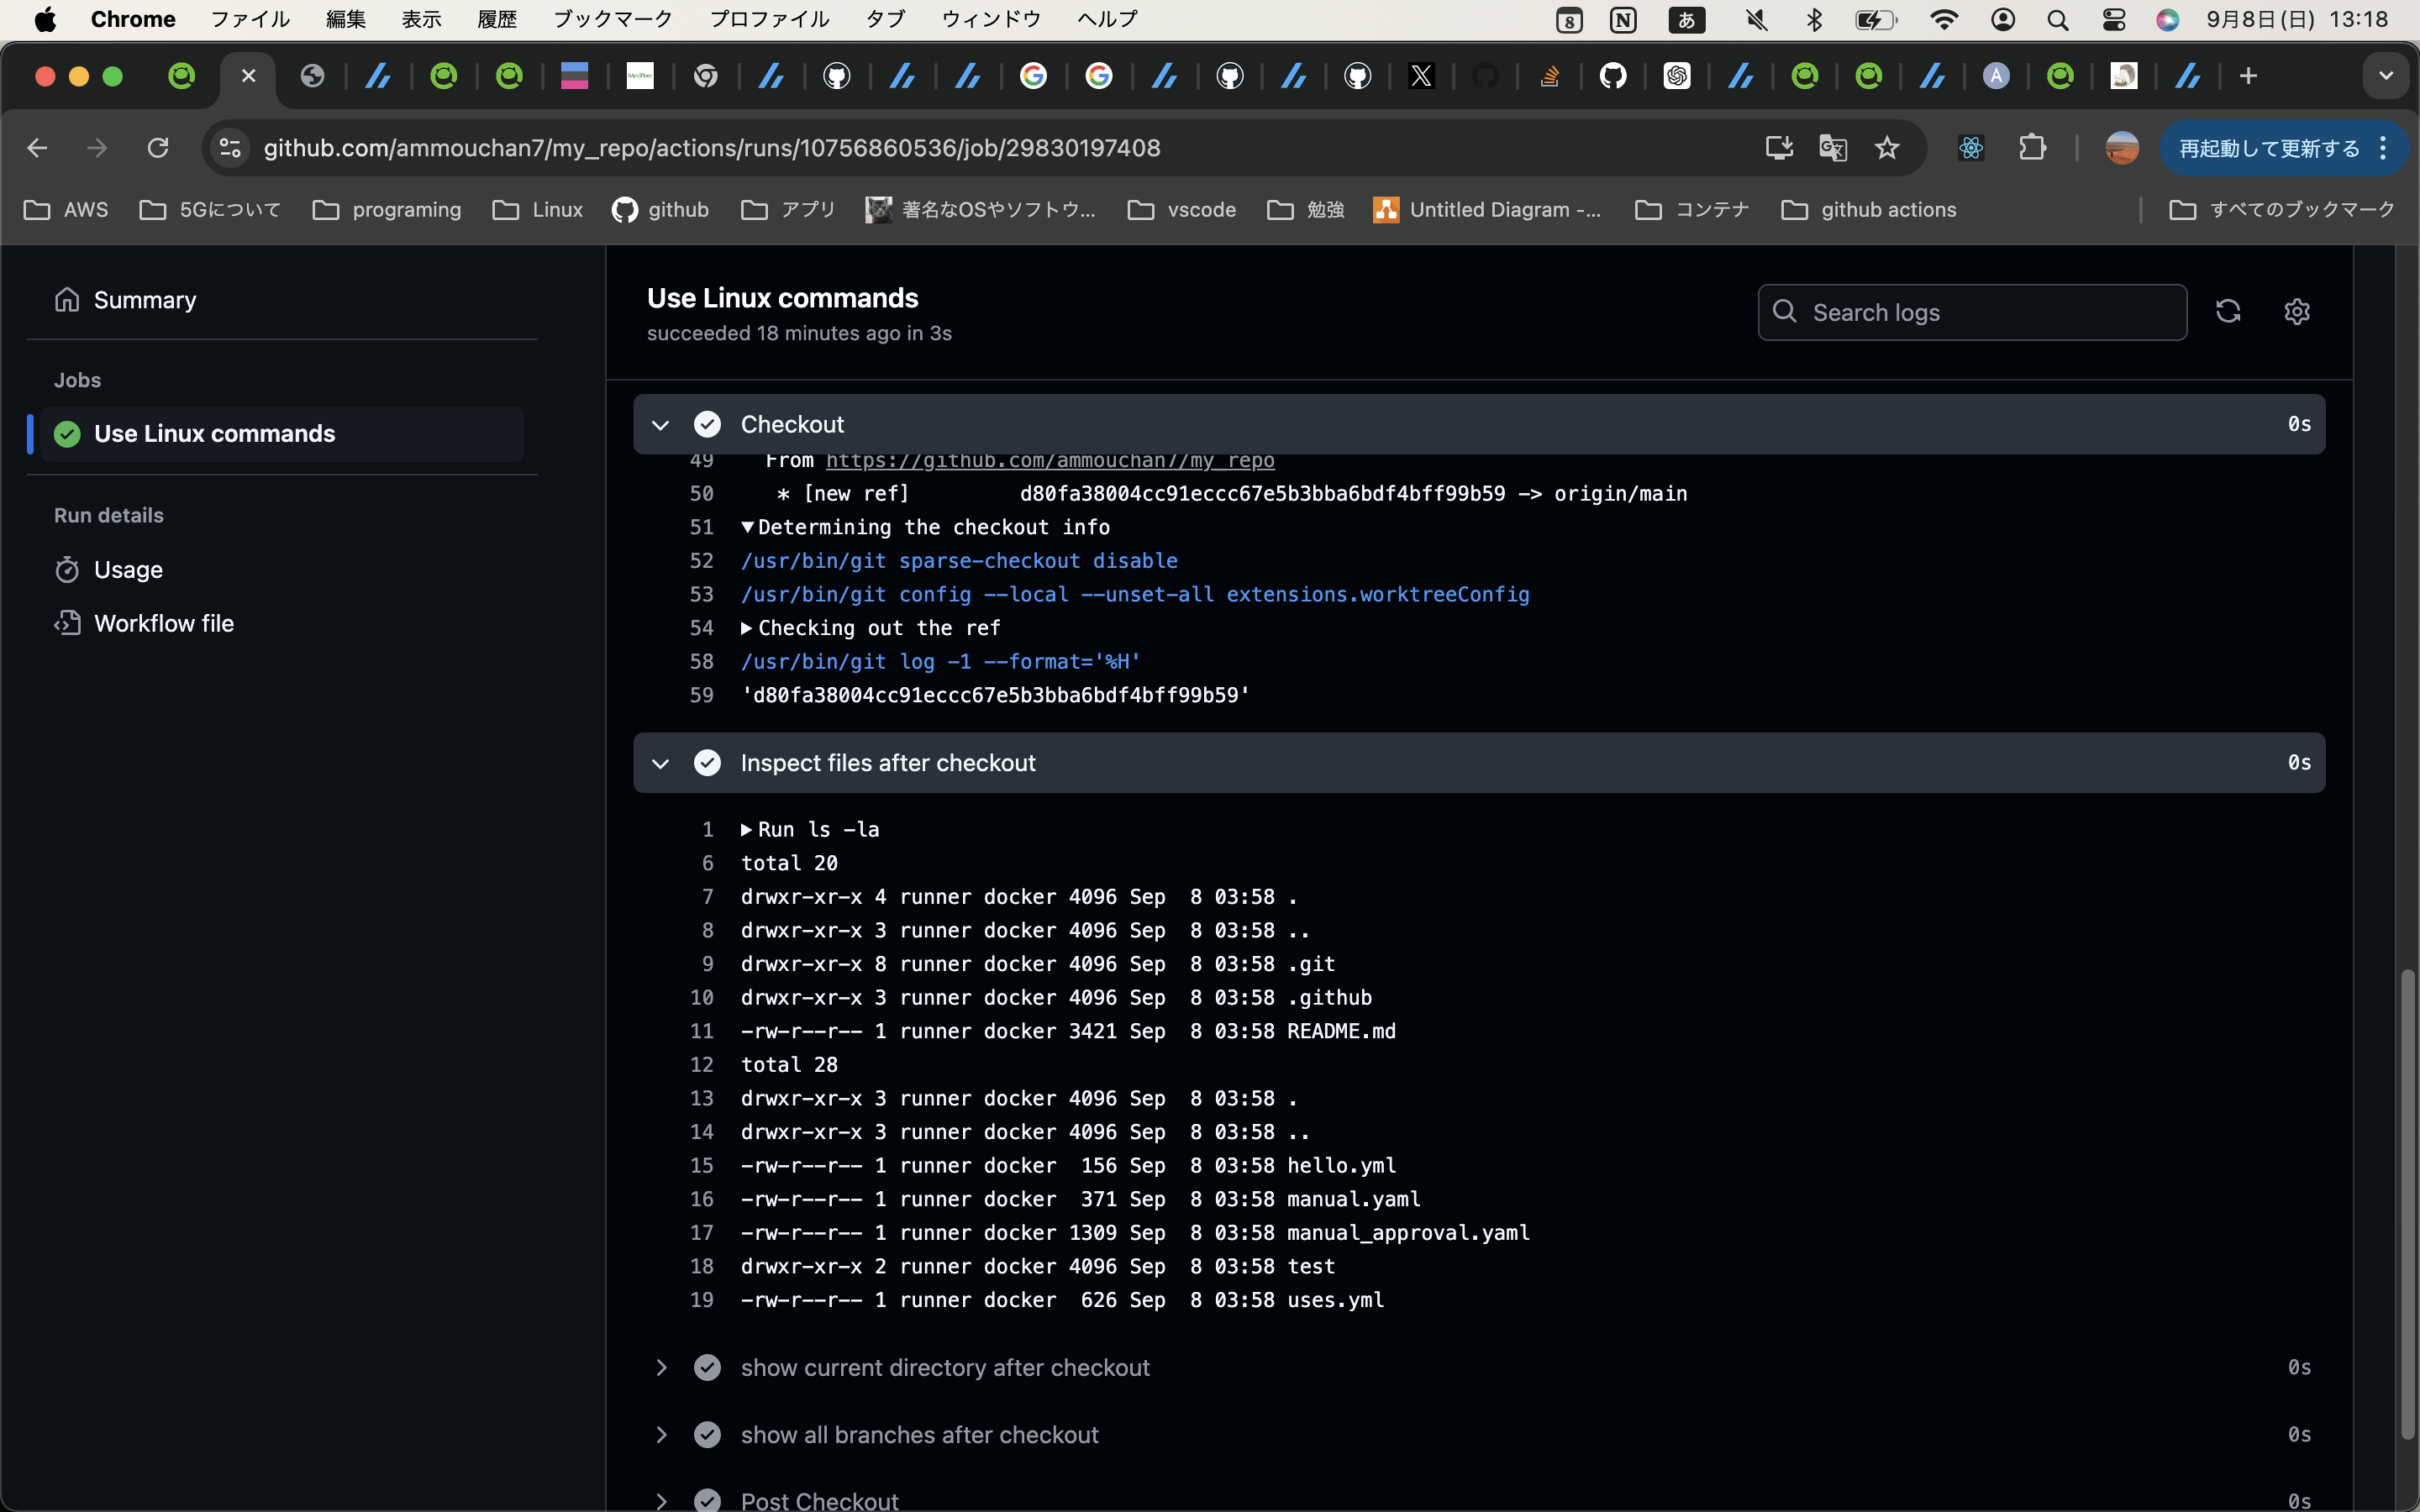 Chrome ファイル 編集 表示 履歴 ブックマーク プロファイル タブ ウィンドウ ヘルプ 8 N あ 9月8日(日) 13:18
MedPeer A
github.com/ammouchan7/my_repo/actions/runs/10756860536/job/29830197408 再起動して更新する
AWS 5Gについて programing Linux github アプリ 著名なOSやソフトウ... vscode 勉強 Untitled Diagram -... コンテナ github actions すべてのブックマーク
Summary
Jobs
Use Linux commands
Run details
Usage
Workflow file
Use Linux commands
succeeded 18 minutes ago in 3s
Search logs
Checkout 0s
49 From https://github.com/ammouchan7/my_repo
50 * [new ref] d80fa38004cc91eccc67e5b3bba6bdf4bff99b59 -> origin/main
51 ▼Determining the checkout info
52 /usr/bin/git sparse-checkout disable
53 /usr/bin/git config --local --unset-all extensions.worktreeConfig
54 ▶Checking out the ref
58 /usr/bin/git log -1 --format='%H'
59 'd80fa38004cc91eccc67e5b3bba6bdf4bff99b59'
Inspect files after checkout 0s
1 ▶Run ls -la
6 total 20
7 drwxr-xr-x 4 runner docker 4096 Sep  8 03:58 .
8 drwxr-xr-x 3 runner docker 4096 Sep  8 03:58 ..
9 drwxr-xr-x 8 runner docker 4096 Sep  8 03:58 .git
10 drwxr-xr-x 3 runner docker 4096 Sep  8 03:58 .github
11 -rw-r--r-- 1 runner docker 3421 Sep  8 03:58 README.md
12 total 28
13 drwxr-xr-x 3 runner docker 4096 Sep  8 03:58 .
14 drwxr-xr-x 3 runner docker 4096 Sep  8 03:58 ..
15 -rw-r--r-- 1 runner docker  156 Sep  8 03:58 hello.yml
16 -rw-r--r-- 1 runner docker  371 Sep  8 03:58 manual.yaml
17 -rw-r--r-- 1 runner docker 1309 Sep  8 03:58 manual_approval.yaml
18 drwxr-xr-x 2 runner docker 4096 Sep  8 03:58 test
19 -rw-r--r-- 1 runner docker  626 Sep  8 03:58 uses.yml
show current directory after checkout 0s
show all branches after checkout 0s
Post Checkout 0s